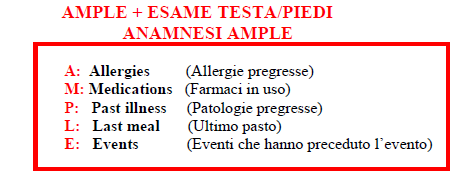 AMPLE + ESAME TESTA/PIEDI
ANAMNESI AMPLE
A: Allergies (Allergie pregresse)
M: Medications (Farmaci in uso)
P: Past illness (Patologie pregresse)
L: Last meal (Ultimo pasto)
E: Events (Eventi che hanno preceduto l'evento)